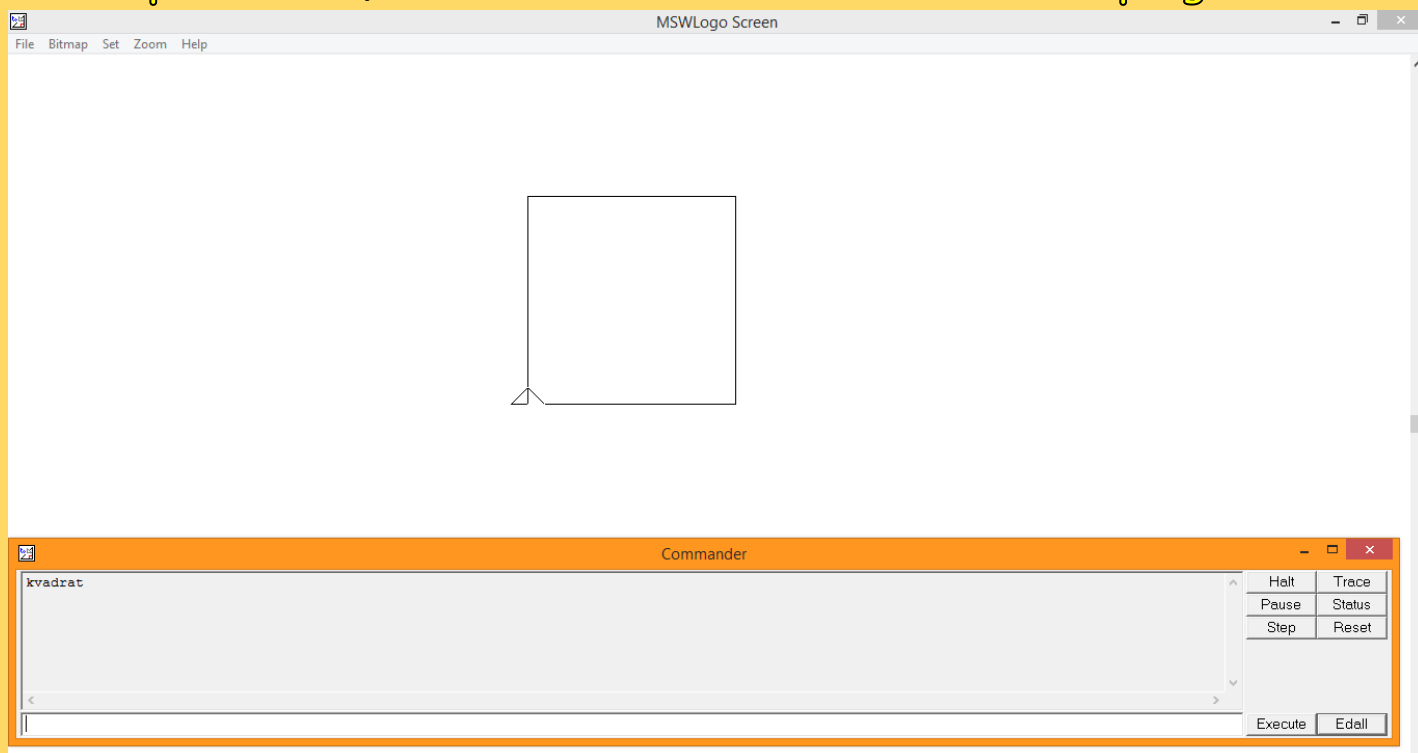 MSWLogo Screen
File Bitmap Set Zoom Help
Commander
kvadrat
Halt Trace
Pause Status
Step Reset
Execute Edall